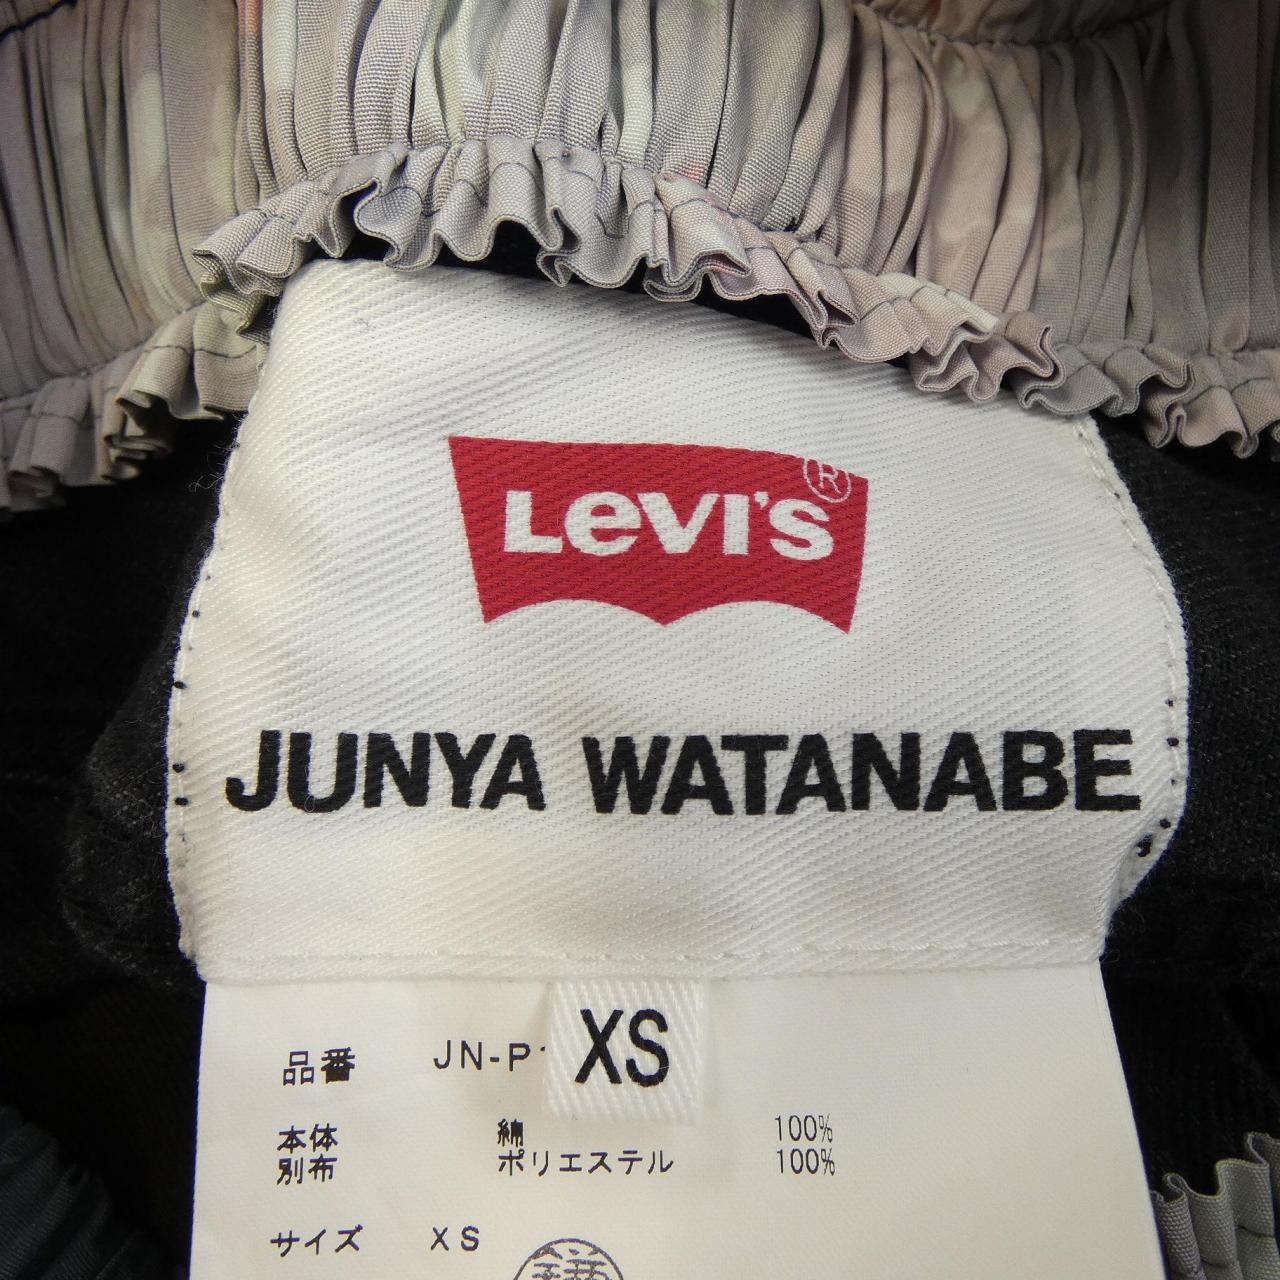 LEVI'S®
JUNYA WATANABE
XS
品番 JN-P
本体 綿 100%
別布 ポリエステル 100%
サイズ XS